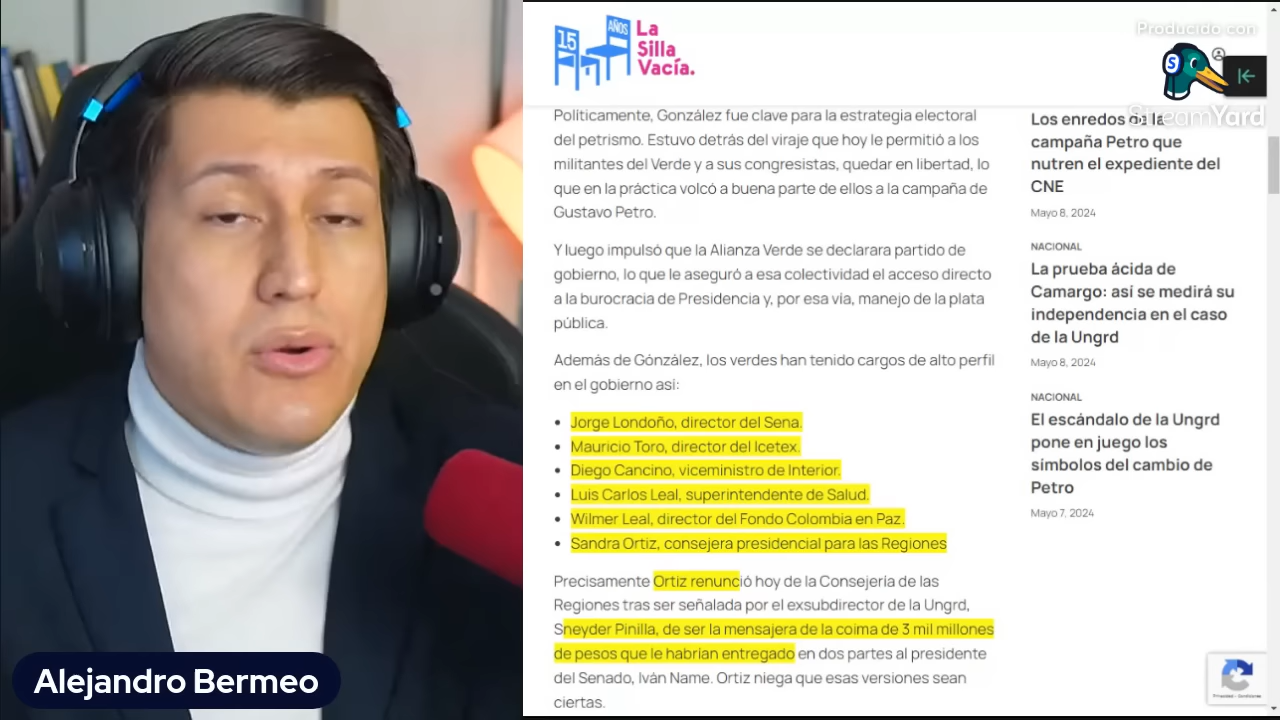 15
AÑOS
La
Silla
Vacía.
Producido con
S
StreamYard
Políticamente, González fue clave para la estrategia electoral
del petrismo. Estuvo detrás del viraje que hoy le permitió a los
militantes del Verde y a sus congresistas, quedar en libertad, lo
que en la práctica volcó a buena parte de ellos a la campaña de
Gustavo Petro.
Y luego impulsó que la Alianza Verde se declarara partido de
gobierno, lo que le aseguró a esa colectividad el acceso directo
a la burocracia de Presidencia y, por esa vía, manejo de la plata
pública.
Además de Gónzález, los verdes han tenido cargos de alto perfil
en el gobierno así:
• Jorge Londoño, director del Sena.
• Mauricio Toro, director del Icetex.
• Diego Cancino, viceministro de Interior.
• Luis Carlos Leal, superintendente de Salud.
• Wilmer Leal, director del Fondo Colombia en Paz.
• Sandra Ortiz, consejera presidencial para las Regiones
Precisamente Ortiz renunció hoy de la Consejería de las
Regiones tras ser señalada por el exsubdirector de la Ungrd,
Sneyder Pinilla, de ser la mensajera de la coima de 3 mil millones
de pesos que le habrían entregado en dos partes al presidente
del Senado, Iván Name. Ortiz niega que esas versiones sean
ciertas.
Los enredos de la
campaña Petro que
nutren el expediente del
CNE
Mayo 8, 2024
NACIONAL
La prueba ácida de
Camargo: así se medirá su
independencia en el caso
de la Ungrd
Mayo 8, 2024
NACIONAL
El escándalo de la Ungrd
pone en juego los
símbolos del cambio de
Petro
Mayo 7, 2024
Alejandro Bermeo